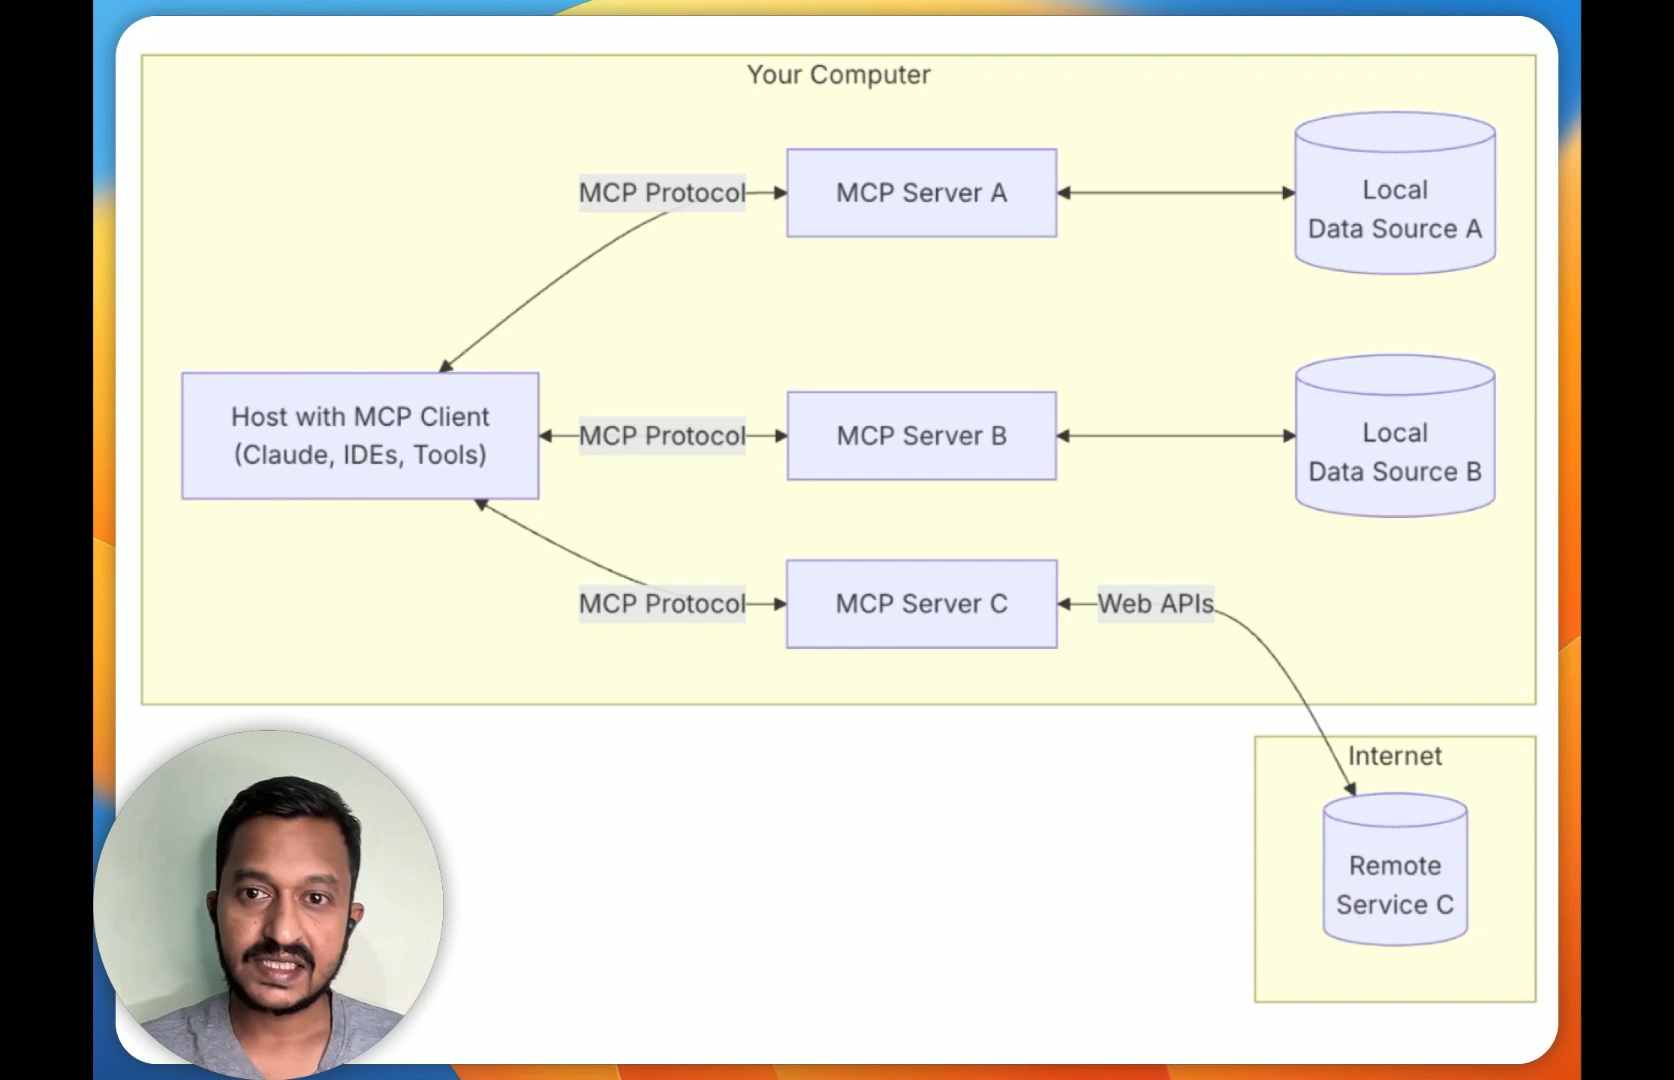 Your Computer
MCP Protocol
MCP Server A
Local
Data Source A
Host with MCP Client
(Claude, IDEs, Tools)
MCP Protocol
MCP Server B
Local
Data Source B
MCP Protocol
MCP Server C
Web APIs
Internet
Remote
Service C